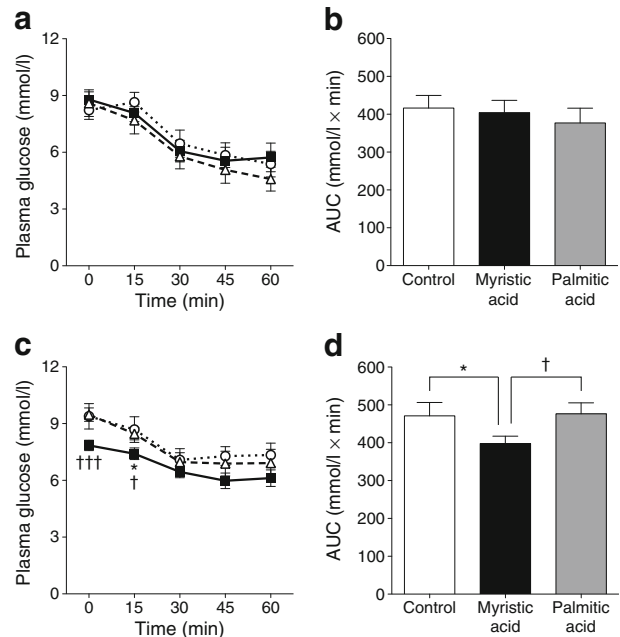 a
Plasma glucose (mmol/l)
12
9
6
3
0
0 15 30 45 60
Time (min)
b
AUC (mmol/l × min)
600
500
400
300
200
100
0
Control
Myristic
acid
Palmitic
acid
c
Plasma glucose (mmol/l)
12
9
6
3
0
†††
*
†
0 15 30 45 60
Time (min)
d
AUC (mmol/l × min)
600
500
400
300
200
100
0
*
†
Control
Myristic
acid
Palmitic
acid